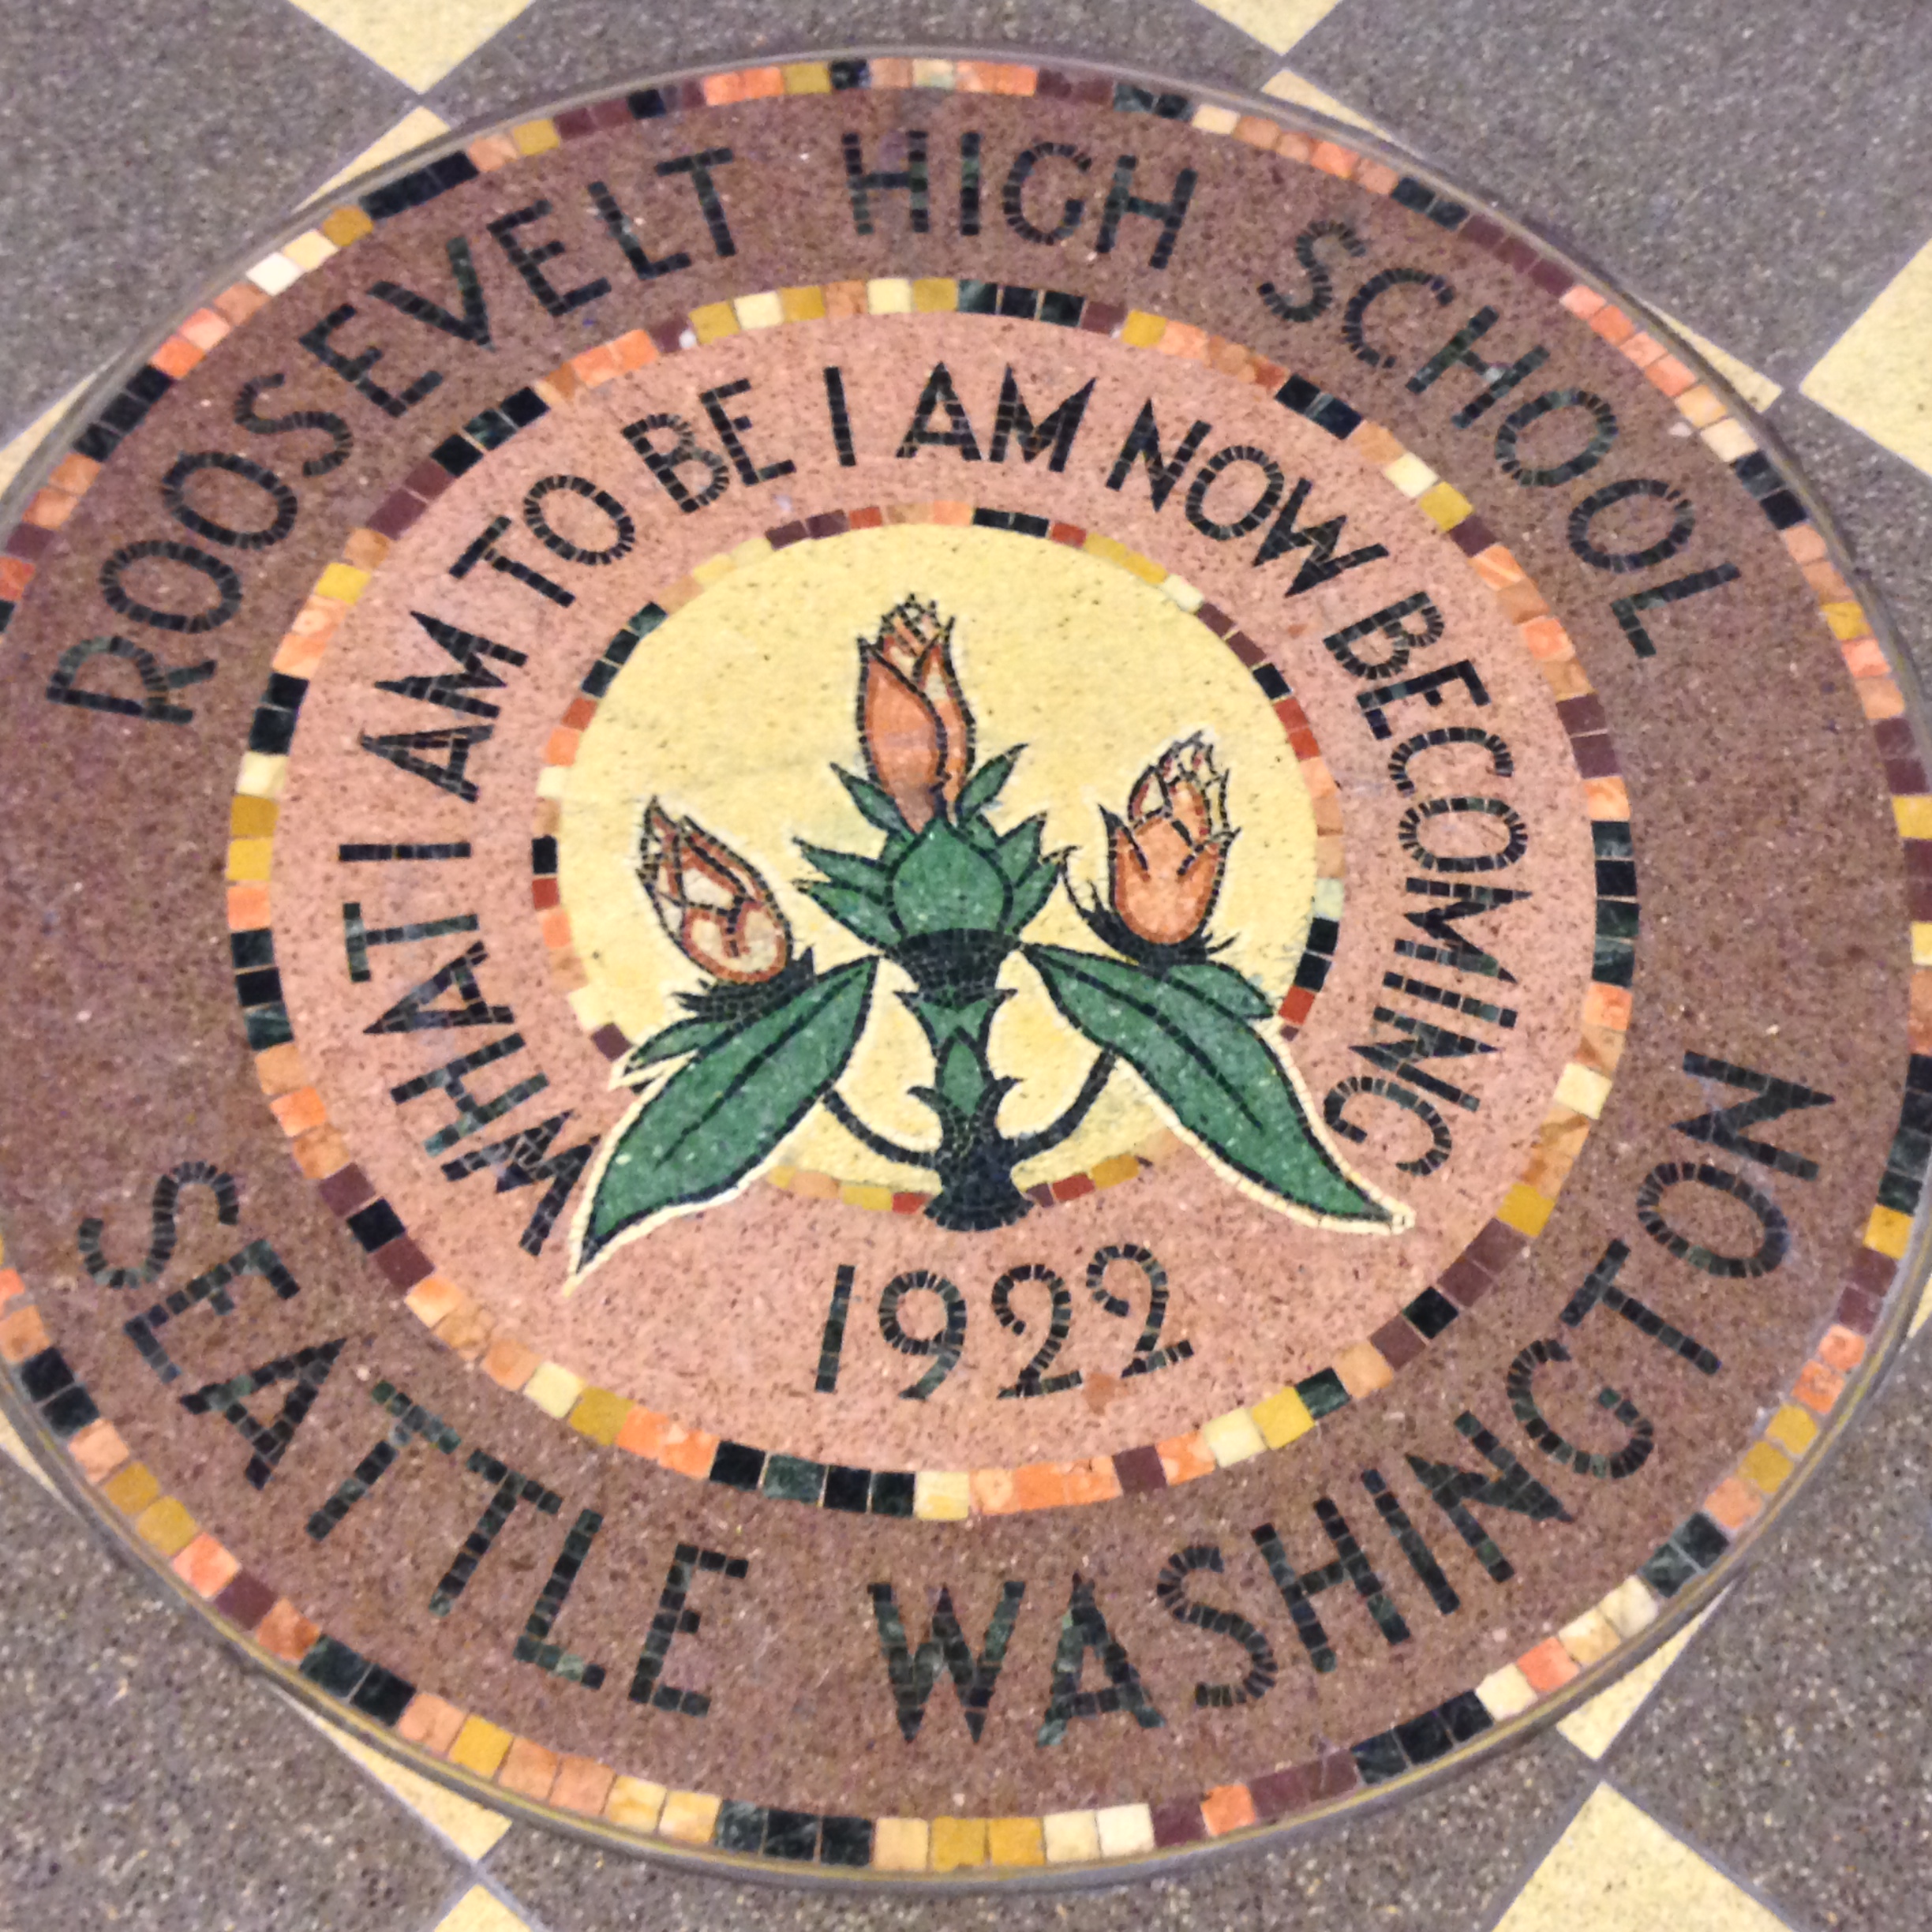 ROOSEVELT HIGH SCHOOL
WHAT I AM TO BE I AM NOW BECOMING
1922
SEATTLE WASHINGTON